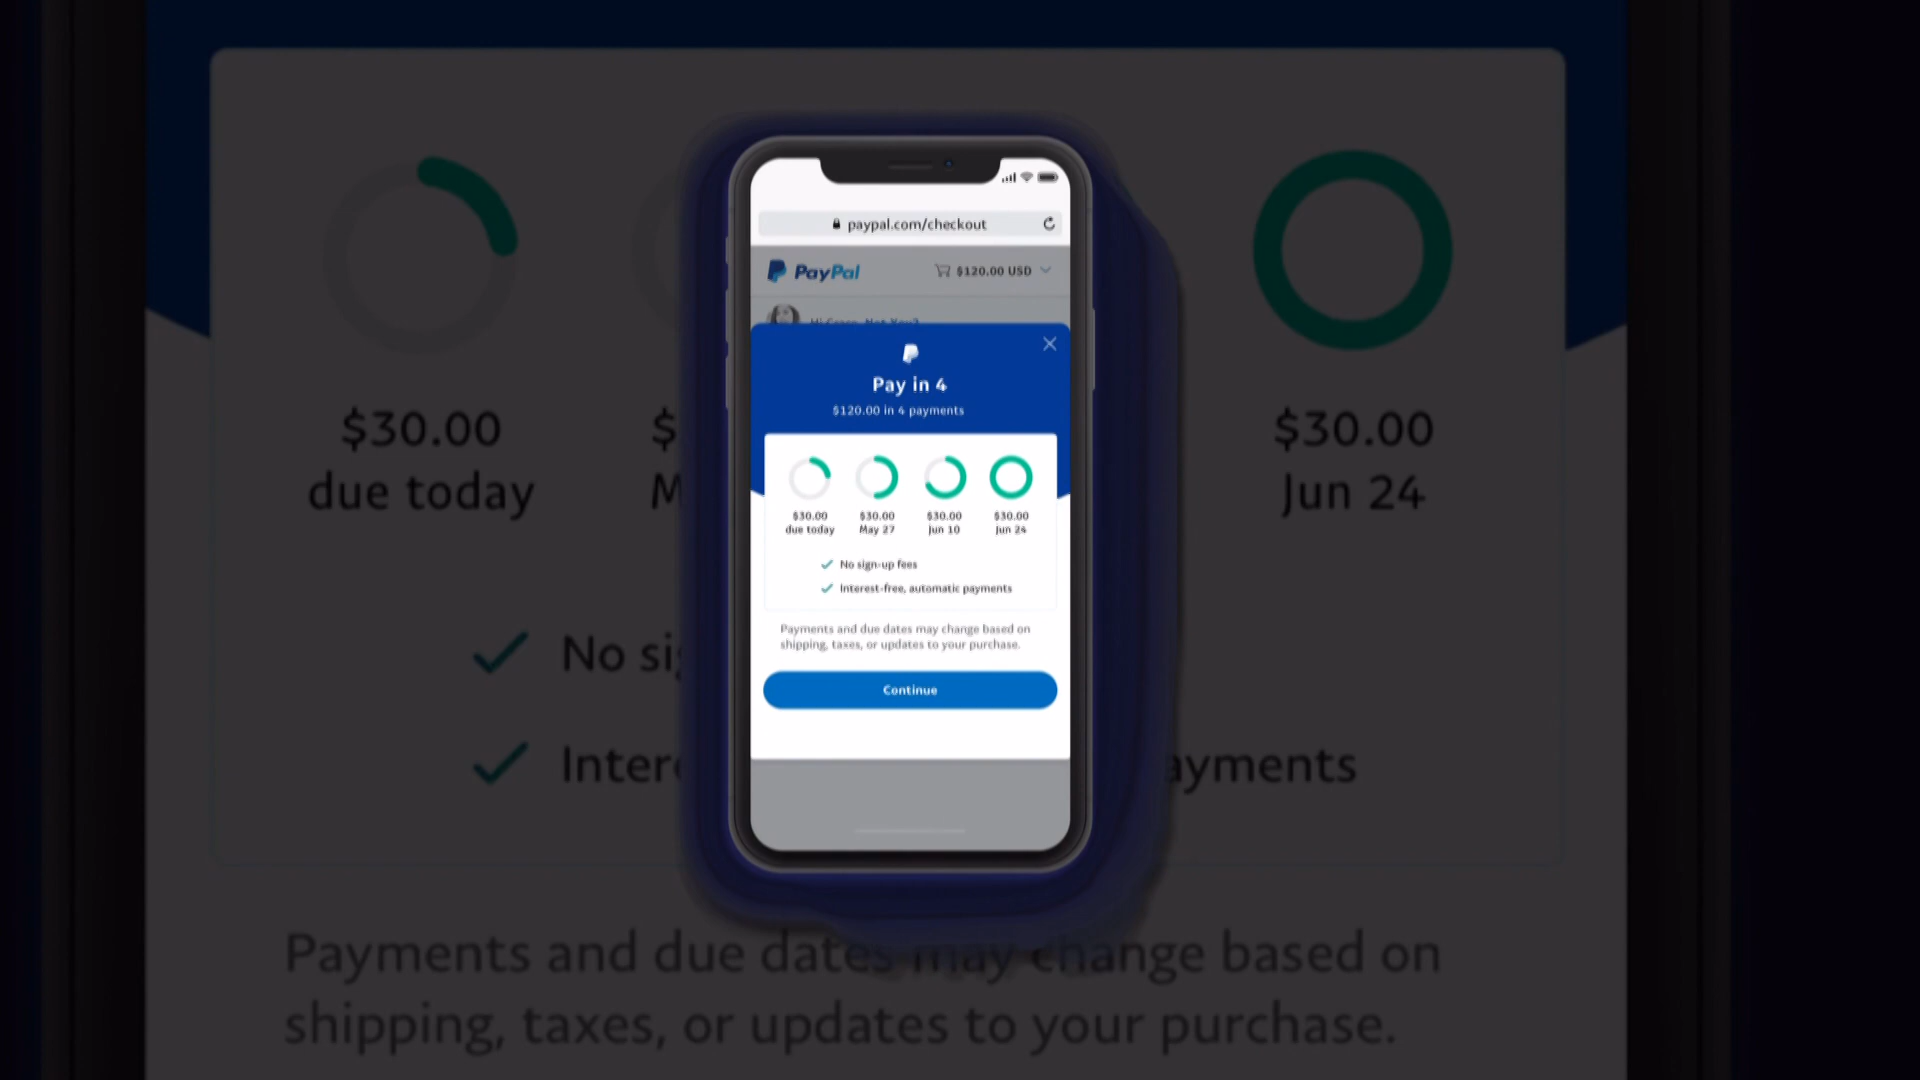 paypal.com/checkout
PayPal
$120.00 USD
Hi Grace. Not You?
Pay in 4
$120.00 in 4 payments
$30.00
due today
$30.00
May 27
$30.00
Jun 10
$30.00
Jun 24
No sign-up fees
Interest-free, automatic payments
Payments and due dates may change based on
shipping, taxes, or updates to your purchase.
Continue
$30.00
due today
$
M
$30.00
Jun 24
No si
Inter
ayments
Payments and due dates may change based on
shipping, taxes, or updates to your purchase.